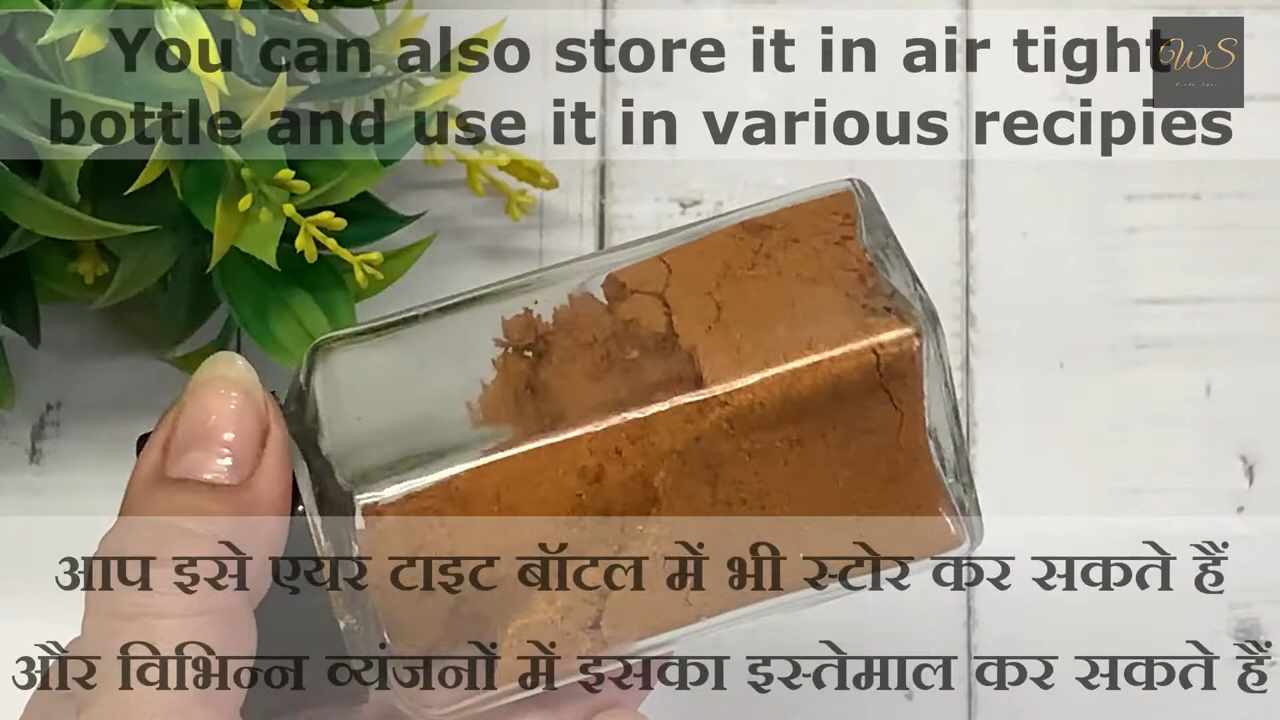 You can also store it in air tight
bottle and use it in various recipies
WS
आप इसे एयर टाइट बॉटल में भी स्टोर कर सकते हैं
और विभिन्न व्यंजनों में इसका इस्तेमाल कर सकते हैं